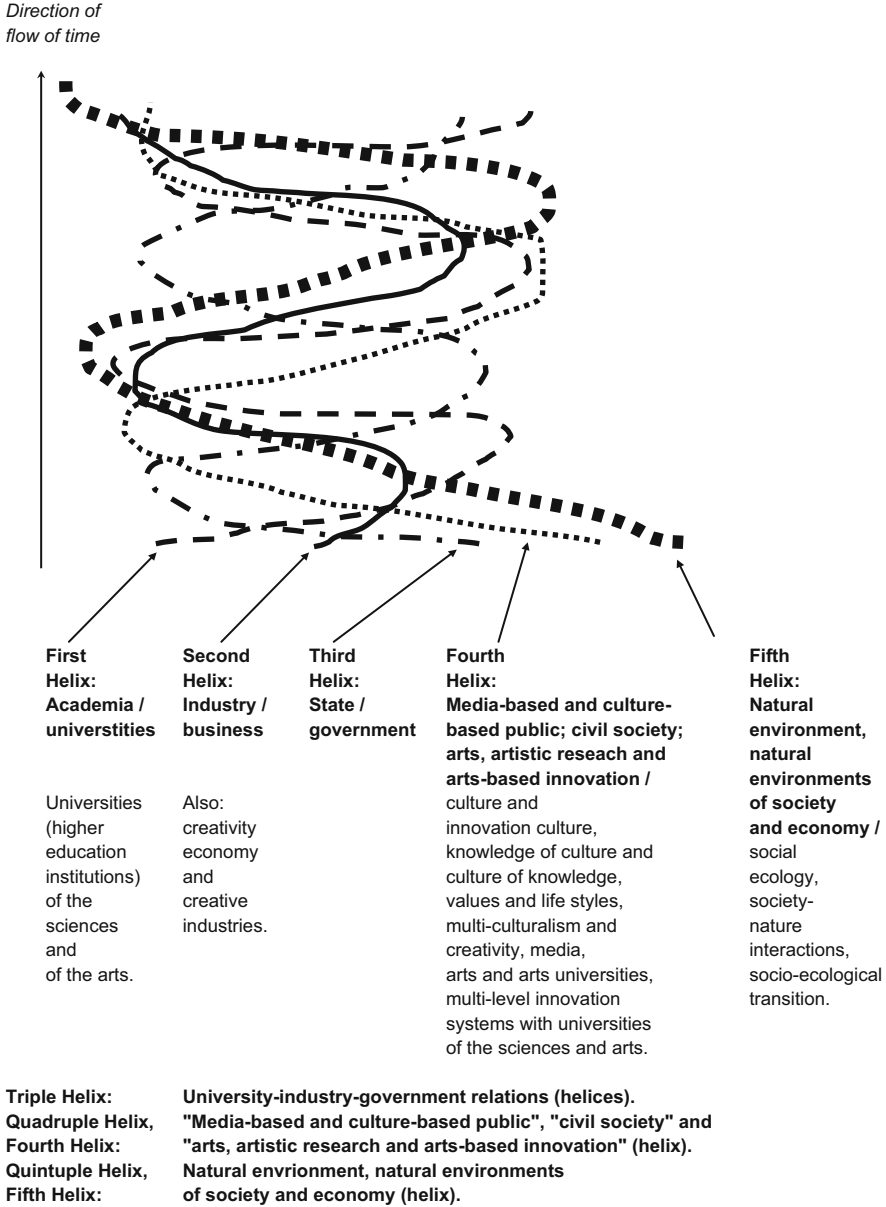 Direction of
flow of time
First
Helix:
Academia /
universtities
Universities
(higher
education
institutions)
of the
sciences
and
of the arts.
Second
Helix:
Industry /
business
Also:
creativity
economy
and
creative
industries.
Third
Helix:
State /
government
Fourth
Helix:
Media-based and culture-
based public; civil society;
arts, artistic reseach and
arts-based innovation /
culture and
innovation culture,
knowledge of culture and
culture of knowledge,
values and life styles,
multi-culturalism and
creativity, media,
arts and arts universities,
multi-level innovation
systems with universities
of the sciences and arts.
Fifth
Helix:
Natural
environment,
natural
environments
of society
and economy /
social
ecology,
society-
nature
interactions,
socio-ecological
transition.
Triple Helix: University-industry-government relations (helices).
Quadruple Helix, "Media-based and culture-based public", "civil society" and
Fourth Helix: "arts, artistic research and arts-based innovation" (helix).
Quintuple Helix, Natural envrionment, natural environments
Fifth Helix: of society and economy (helix).